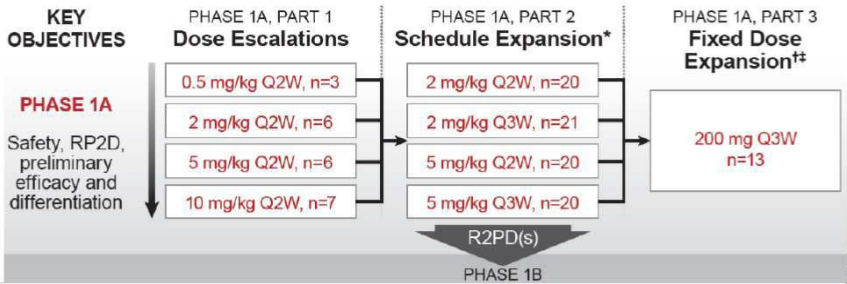 KEY
OBJECTIVES
PHASE 1A, PART 1
Dose Escalations
PHASE 1A, PART 2
Schedule Expansion*
PHASE 1A, PART 3
Fixed Dose
Expansion†‡
PHASE 1A
Safety, RP2D,
preliminary
efficacy and
differentiation
0.5 mg/kg Q2W, n=3
2 mg/kg Q2W, n=6
5 mg/kg Q2W, n=6
10 mg/kg Q2W, n=7
2 mg/kg Q2W, n=20
2 mg/kg Q3W, n=21
5 mg/kg Q2W, n=20
5 mg/kg Q3W, n=20
200 mg Q3W
n=13
R2PD(s)
PHASE 1B